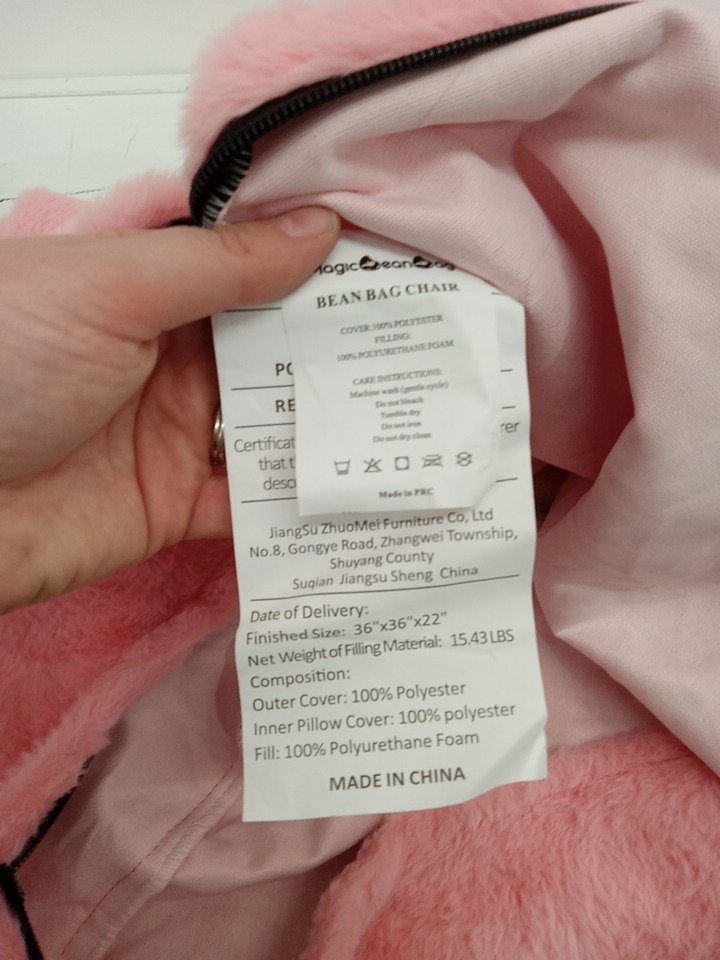 BEAN BAG CHAIR
COVER:100% POLYESTER
FILLING:
100% POLYURETHANE FOAM
CARE INSTRUCTIONS:
Machine wash (gentle cycle)
Do not bleach
Tumble dry
Do not iron
Do not dry clean
Made in PRC
PO
RE
Certificat
rer
that t
desc
JiangSu ZhuoMei Furniture Co, Ltd
No.8, Gongye Road, Zhangwei Township,
Shuyang County
Suqian Jiangsu Sheng China
Date of Delivery:
Finished Size: 36"x36"x22"
Net Weight of Filling Material: 15.43 LBS
Composition:
Outer Cover: 100% Polyester
Inner Pillow Cover: 100% polyester
Fill: 100% Polyurethane Foam
MADE IN CHINA